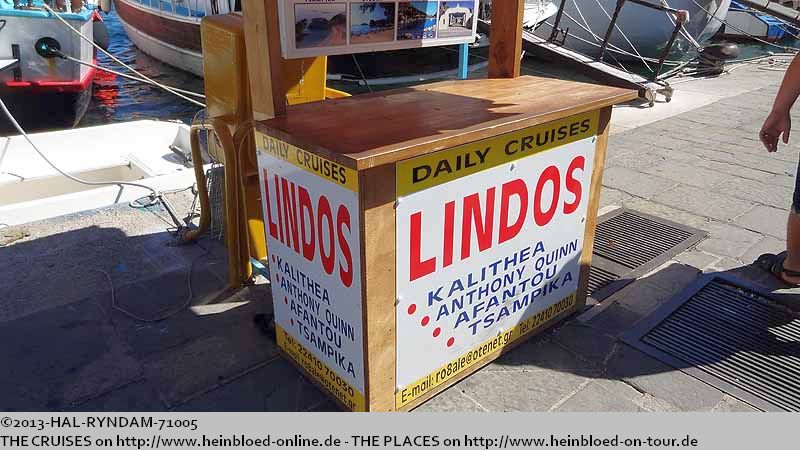 DAILY CRUISES
LINDOS
KALITHEA
ANTHONY QUINN
AFANTOU
TSAMPIKA
Tel: 22410 70030
DAILY CRUISES
LINDOS
KALITHEA
ANTHONY QUINN
AFANTOU
TSAMPIKA
E-mail: ro8ale@otenet.gr Tel: 22410 70030
©2013-HAL-RYNDAM-71005
THE CRUISES on http://www.heinbloed-online.de - THE PLACES on http://www.heinbloed-on-tour.de